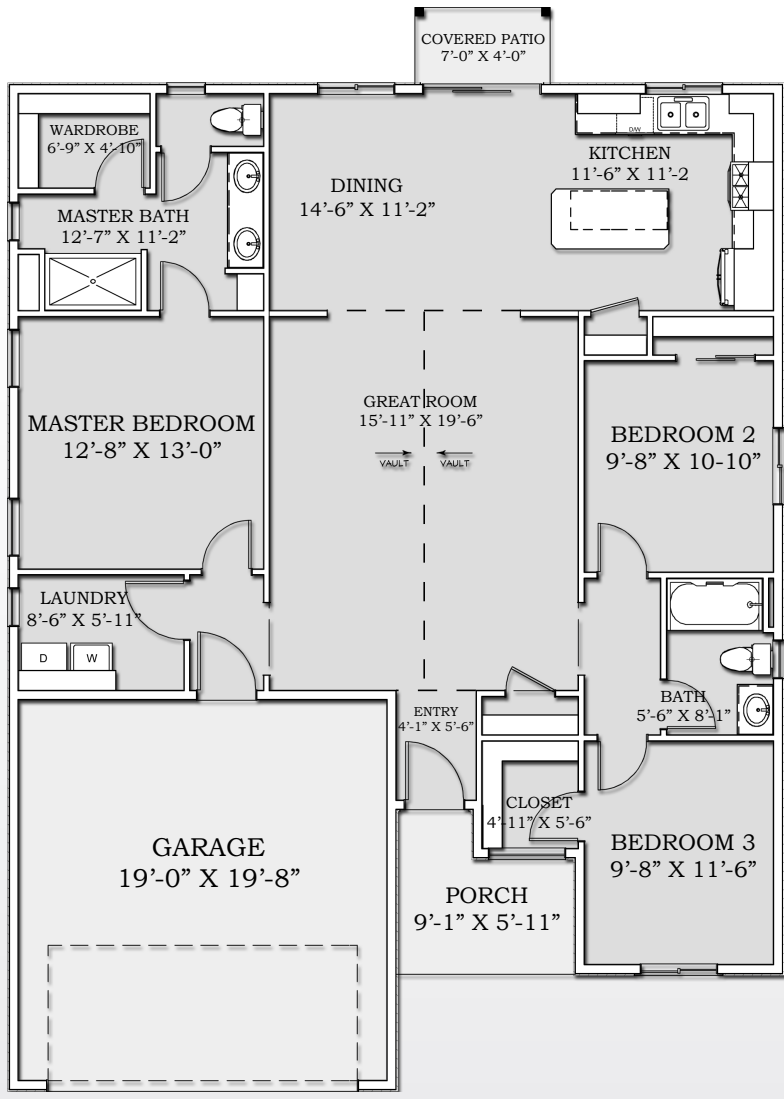 COVERED PATIO
7’-0” X 4’-0”
WARDROBE
6’-9” X 4’-10”
D/W
KITCHEN
11’-6” X 11’-2
DINING
14’-6” X 11’-2”
MASTER BATH
12’-7” X 11’-2”
GREAT ROOM
15’-11” X 19’-6”
VAULT VAULT
MASTER BEDROOM
12’-8” X 13’-0”
BEDROOM 2
9’-8” X 10-10”
LAUNDRY
8’-6” X 5’-11”
D W
BATH
5’-6” X 8’-1”
ENTRY
4’-1” X 5’-6”
CLOSET
4’-11” X 5’-6”
GARAGE
19’-0” X 19’-8”
BEDROOM 3
9’-8” X 11’-6”
PORCH
9’-1” X 5’-11”